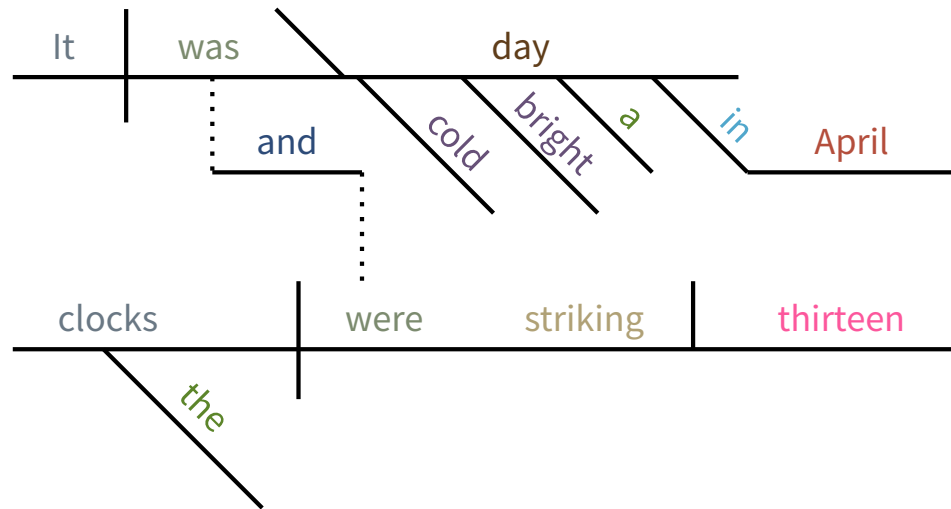 It was day
and cold bright a in April
clocks were striking thirteen
the